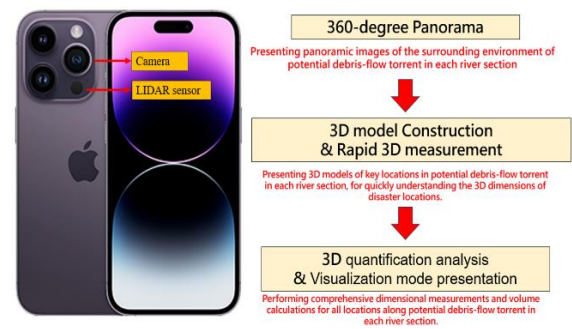 Camera
LIDAR sensor
360-degree Panorama
Presenting panoramic images of the surrounding environment of
potential debris-flow torrent in each river section
3D model Construction
& Rapid 3D measurement
Presenting 3D models of key locations in potential debris-flow torrent
in each river section, for quickly understanding the 3D dimensions of
disaster locations.
3D quantification analysis
& Visualization mode presentation
Performing comprehensive dimensional measurements and volume
calculations for all locations along potential debris-flow torrent in
each river section.